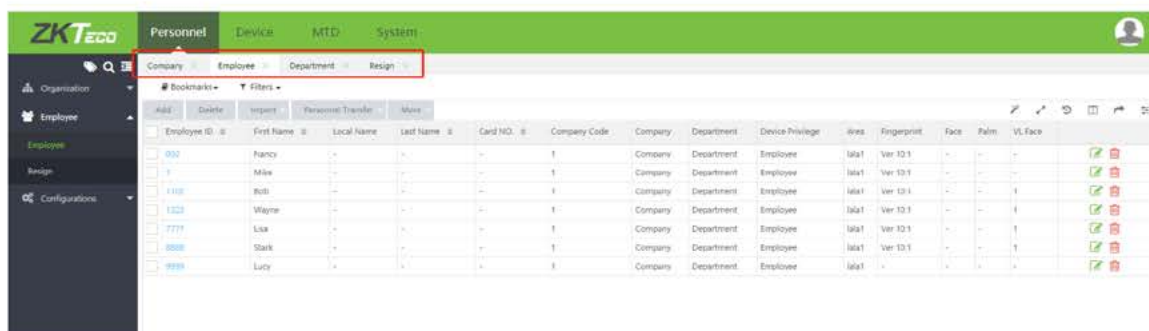 ZKTECO Personnel Device MTD System
Company Employee Department Resign
Organization Bookmarks Filters
Add Delete Import Personnel Transfer More
Employee Employee ID First Name Local Name Last Name Card NO. Company Code Company Department Device Privilege Area Fingerprint Face Palm VL Face
Employee Nancy - - - 1 Company Department Employee lala1 Ver 10:1 - - -
Resign 1 Mike - - - 1 Company Department Employee lala1 Ver 10:1 - - -
Configurations Bob - - - 1 Company Department Employee lala1 Ver 10:1 - - 1
Wayne - - - 1 Company Department Employee lala1 Ver 10:1 - - 1
Lisa - - - 1 Company Department Employee lala1 Ver 10:1 - - 1
8888 Stark - - - 1 Company Department Employee lala1 Ver 10:1 - - 1
Lucy - - - 1 Company Department Employee lala1 - - - -